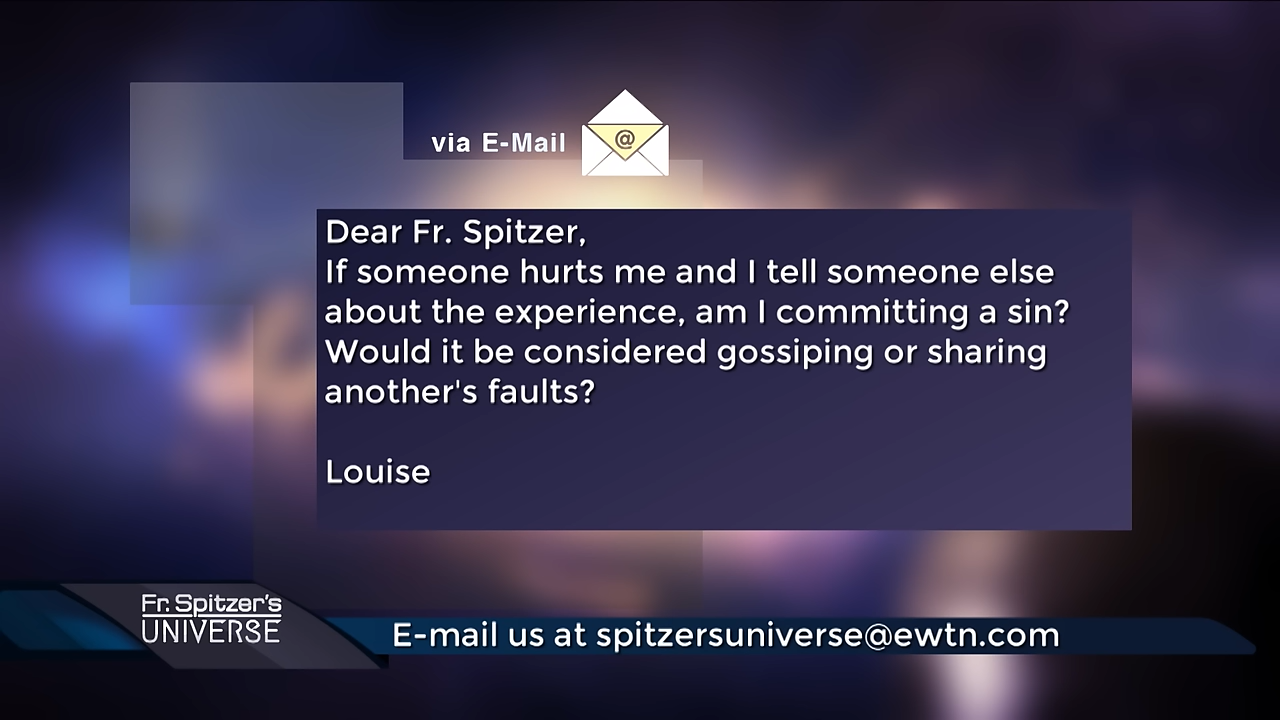 via E-Mail
@
Dear Fr. Spitzer,
If someone hurts me and I tell someone else
about the experience, am I committing a sin?
Would it be considered gossiping or sharing
another's faults?
Louise
Fr. Spitzer's
UNIVERSE
E-mail us at spitzersuniverse@ewtn.com